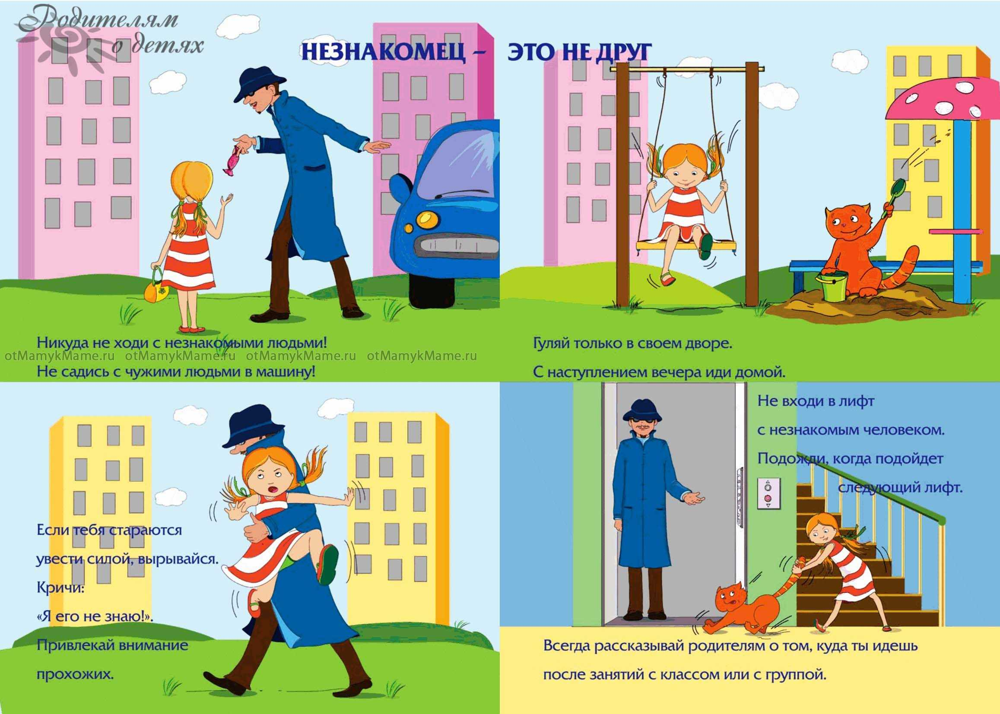 Родителям
о детях
НЕЗНАКОМЕЦ – ЭТО НЕ ДРУГ
Никуда не ходи с незнакомыми людьми!
otMamykMame.ru otMamykMame.ru otMamykMame.ru otMamykMame.ru
Не садись с чужими людьми в машину!
Гуляй только в своем дворе.
С наступлением вечера иди домой.
Если тебя стараются
увести силой, вырывайся.
Кричи:
«Я его не знаю!».
Привлекай внимание
прохожих.
Не входи в лифт
с незнакомым человеком.
Подожди, когда подойдет
следующий лифт.
Всегда рассказывай родителям о том, куда ты идешь
после занятий с классом или с группой.